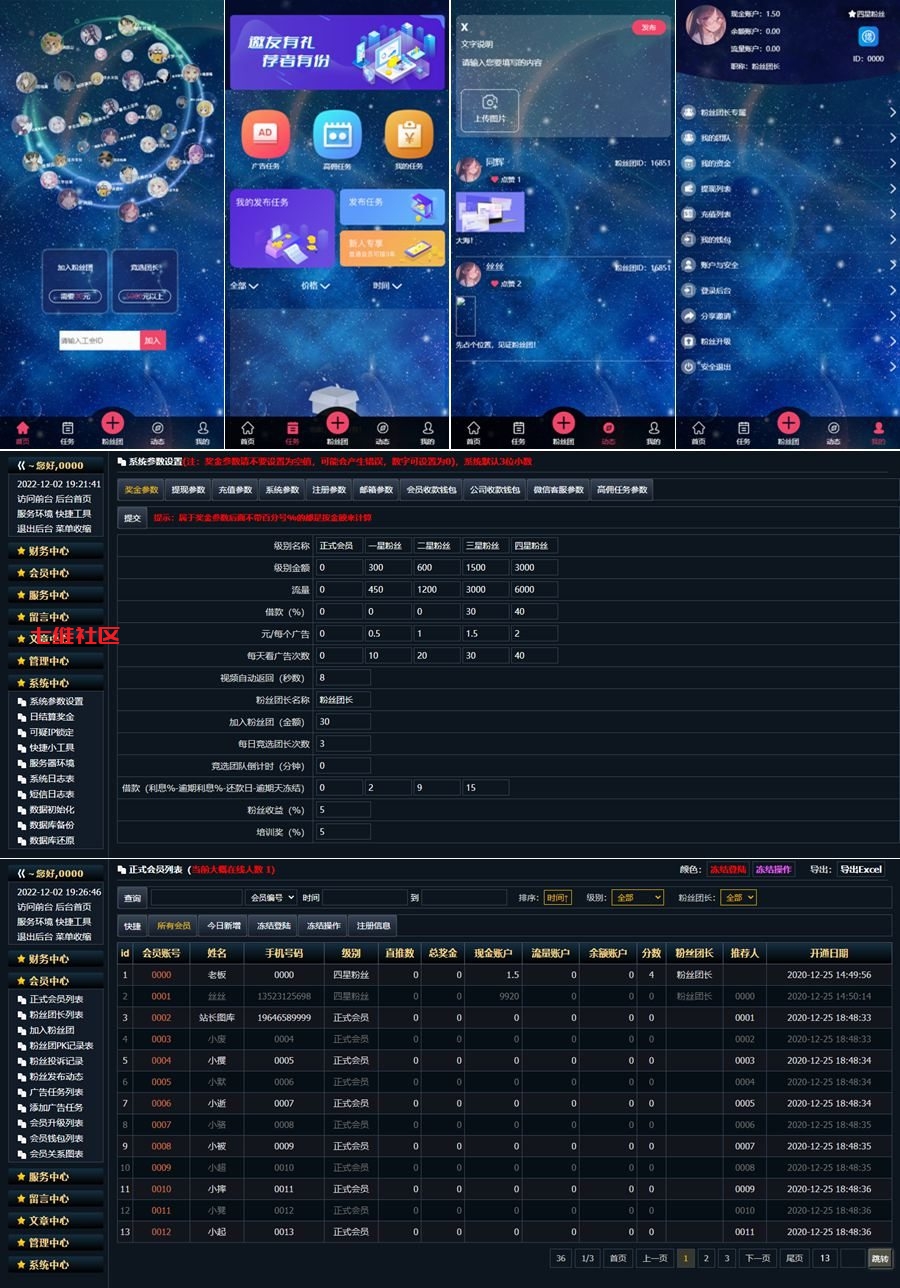 加入粉丝团
需要30元
竞选团长
5000元以上
请输入工会ID
加入
首页
任务
粉丝团
动态
我的
邀友有礼
荐者有份
AD
广告任务
高佣任务
我的任务
我的发布任务
发布任务
新人专享
全部
价格
时间
首页
任务
粉丝团
动态
我的
X
发布
文字说明
请输入您要填写的内容
上传图片
同辉
粉丝团ID: 16851
点赞 1
大海!
丝丝
粉丝团ID: 16851
点赞 2
先占个位置, 见证粉丝团!
首页
任务
粉丝团
动态
我的
现金账户: 1.50
余额账户: 0.00
流量账户: 0.00
职称: 粉丝团长
四星粉丝
ID: 0000
粉丝团长专属
我的团队
我的资金
提现列表
充值列表
我的钱包
账户与安全
登录后台
分享邀请
粉丝升级
安全退出
首页
任务
粉丝团
动态
我的
⟪ ~ 您好,0000
2022-12-02 19:21:41
访问前台 后台首页
服务环境 快捷工具
退出后台 菜单收缩
财务中心
会员中心
服务中心
留言中心
文章中心
七维社区
管理中心
系统中心
系统参数设置
日结算奖金
可疑IP锁定
快捷小工具
服务器环境
系统日志表
短信日志表
数据初始化
数据库备份
数据库还原
系统参数设置(注: 奖金参数请不要设置为空值, 可能会产生错误, 数字可设置为0), 系统默认3位小数
奖金参数 提现参数 充值参数 系统参数 注册参数 邮箱参数 会员收款钱包 公司收款钱包 微信客服参数 高佣任务参数
提交 提示: 属于奖金参数后面不带百分号%的都是按金额来计算
级别名称 正式会员 一星粉丝 二星粉丝 三星粉丝 四星粉丝
级别金额 0 300 600 1500 3000
流量 0 450 1200 3000 6000
借款 (%) 0 0 0 30 40
元/每个广告 0 0.5 1 1.5 2
每天看广告次数 0 10 20 30 40
视频自动返回 (秒数) 8
粉丝团长名称 粉丝团长
加入粉丝团 (金额) 30
每日竞选团长次数 3
竞选团队倒计时 (分钟) 0
借款 (利息%-逾期利息%-还款日-逾期天冻结) 0 2 9 15
粉丝收益 (%) 5
培训奖 (%) 5
⟪ ~ 您好,0000
2022-12-02 19:26:46
访问前台 后台首页
服务环境 快捷工具
退出后台 菜单收缩
财务中心
会员中心
正式会员列表
粉丝团长列表
加入粉丝团
粉丝团PK记录表
粉丝投诉记录
粉丝发布动态
广告任务列表
添加广告任务
会员升级列表
会员钱包列表
会员关系图表
服务中心
留言中心
文章中心
管理中心
系统中心
正式会员列表 (当前大概在线人数 1) 颜色: 冻结登陆 冻结操作 导出: 导出Excel
查询 会员编号 时间 到 排序: 时间↑ 级别: 全部 粉丝团长: 全部
快捷 所有会员 今日新增 冻结登陆 冻结操作 注册信息
id 会员账号 姓名 手机号码 级别 直推数 总奖金 现金账户 流量账户 余额账户 分数 粉丝团长 推荐人 开通日期
1 0000 老板 0000 四星粉丝 0 0 1.5 0 0 4 粉丝团长 2020-12-25 14:49:56
2 0001 丝丝 13523125698 四星粉丝 0 0 9920 0 0 0 粉丝团长 0000 2020-12-25 14:50:14
3 0002 站长图库 19646589999 正式会员 0 0 0 0 0 0 0001 2020-12-25 18:48:33
4 0003 小废 0004 正式会员 0 0 0 0 0 0 0002 2020-12-25 18:48:33
5 0004 小撰 0005 正式会员 0 0 0 0 0 0 0003 2020-12-25 18:48:34
6 0005 小默 0006 正式会员 0 0 0 0 0 0 0004 2020-12-25 18:48:34
7 0006 小逝 0007 正式会员 0 0 0 0 0 0 0005 2020-12-25 18:48:34
8 0007 小骆 0008 正式会员 0 0 0 0 0 0 0006 2020-12-25 18:48:35
9 0008 小被 0009 正式会员 0 0 0 0 0 0 0007 2020-12-25 18:48:35
10 0009 小超 0010 正式会员 0 0 0 0 0 0 0008 2020-12-25 18:48:36
11 0010 小摔 0011 正式会员 0 0 0 0 0 0 0009 2020-12-25 18:48:36
12 0011 小凳 0012 正式会员 0 0 0 0 0 0 0010 2020-12-25 18:48:36
13 0012 小起 0013 正式会员 0 0 0 0 0 0 0011 2020-12-25 18:48:36
36 1/3 首页 上一页 1 2 3 下一页 尾页 13 跳转